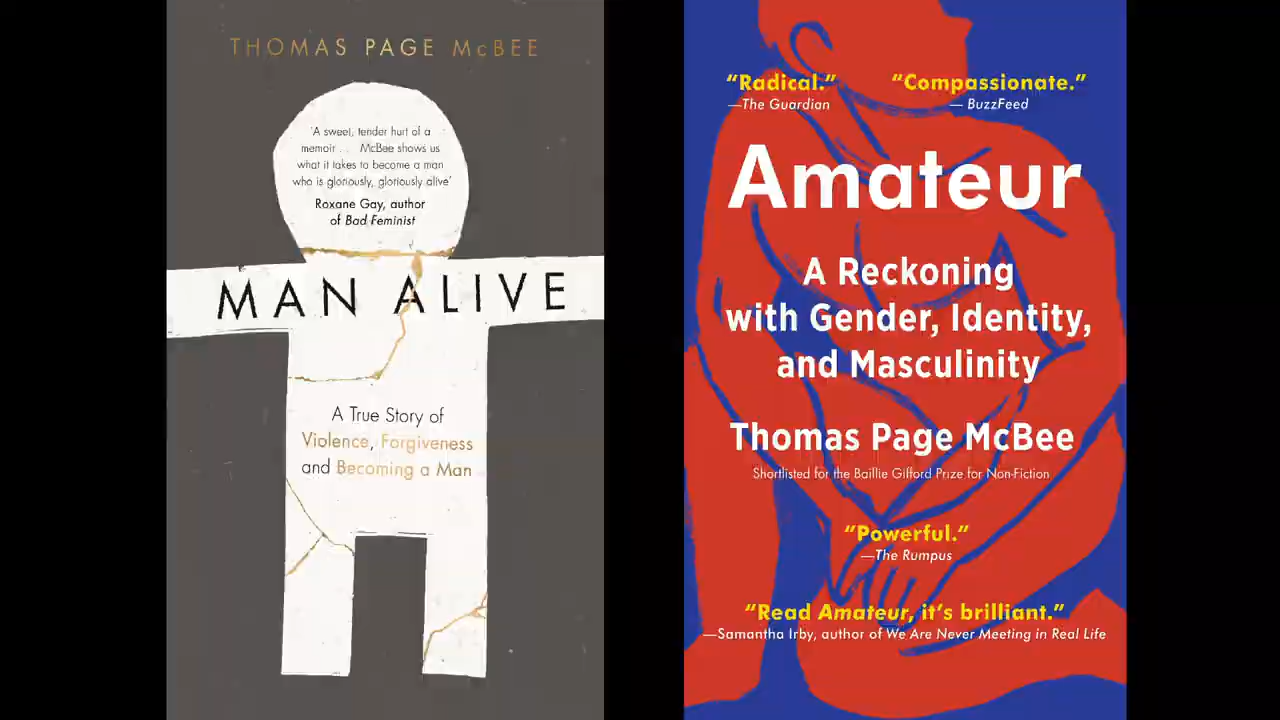 THOMAS PAGE McBEE
'A sweet, tender hurt of a
memoir . . . McBee shows us
what it takes to become a man
who is gloriously, gloriously alive'
Roxane Gay, author
of Bad Feminist
MAN ALIVE
A True Story of
Violence, Forgiveness
and Becoming a Man
“Radical.”
—The Guardian
“Compassionate.”
— BuzzFeed
Amateur
A Reckoning
with Gender, Identity,
and Masculinity
Thomas Page McBee
Shortlisted for the Baillie Gifford Prize for Non-Fiction
“Powerful.”
—The Rumpus
“Read Amateur, it’s brilliant.”
—Samantha Irby, author of We Are Never Meeting in Real Life